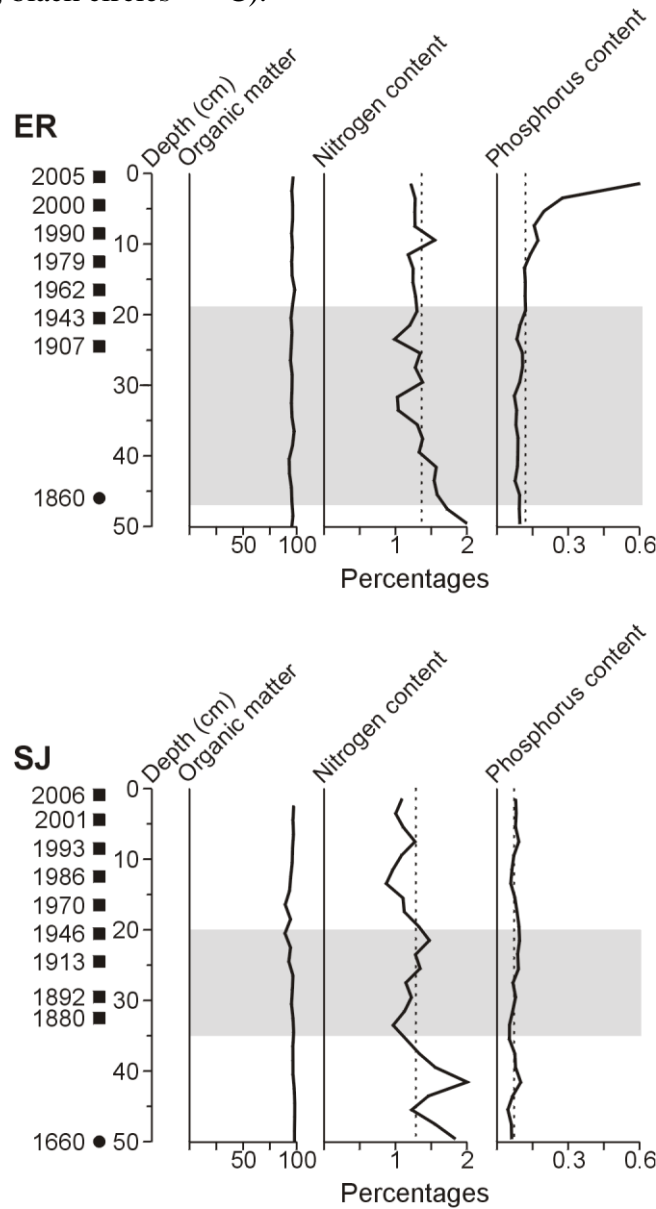 black circles
C).
ER
Depth (cm)
Organic matter
Nitrogen content
Phosphorus content
2005
2000
1990
1979
1962
1943
1907
1860
0
10
20
30
40
50
50 100
1 2
0.3 0.6
Percentages
SJ
Depth (cm)
Organic matter
Nitrogen content
Phosphorus content
2006
2001
1993
1986
1970
1946
1913
1892
1880
1660
0
10
20
30
40
50
50 100
1 2
0.3 0.6
Percentages